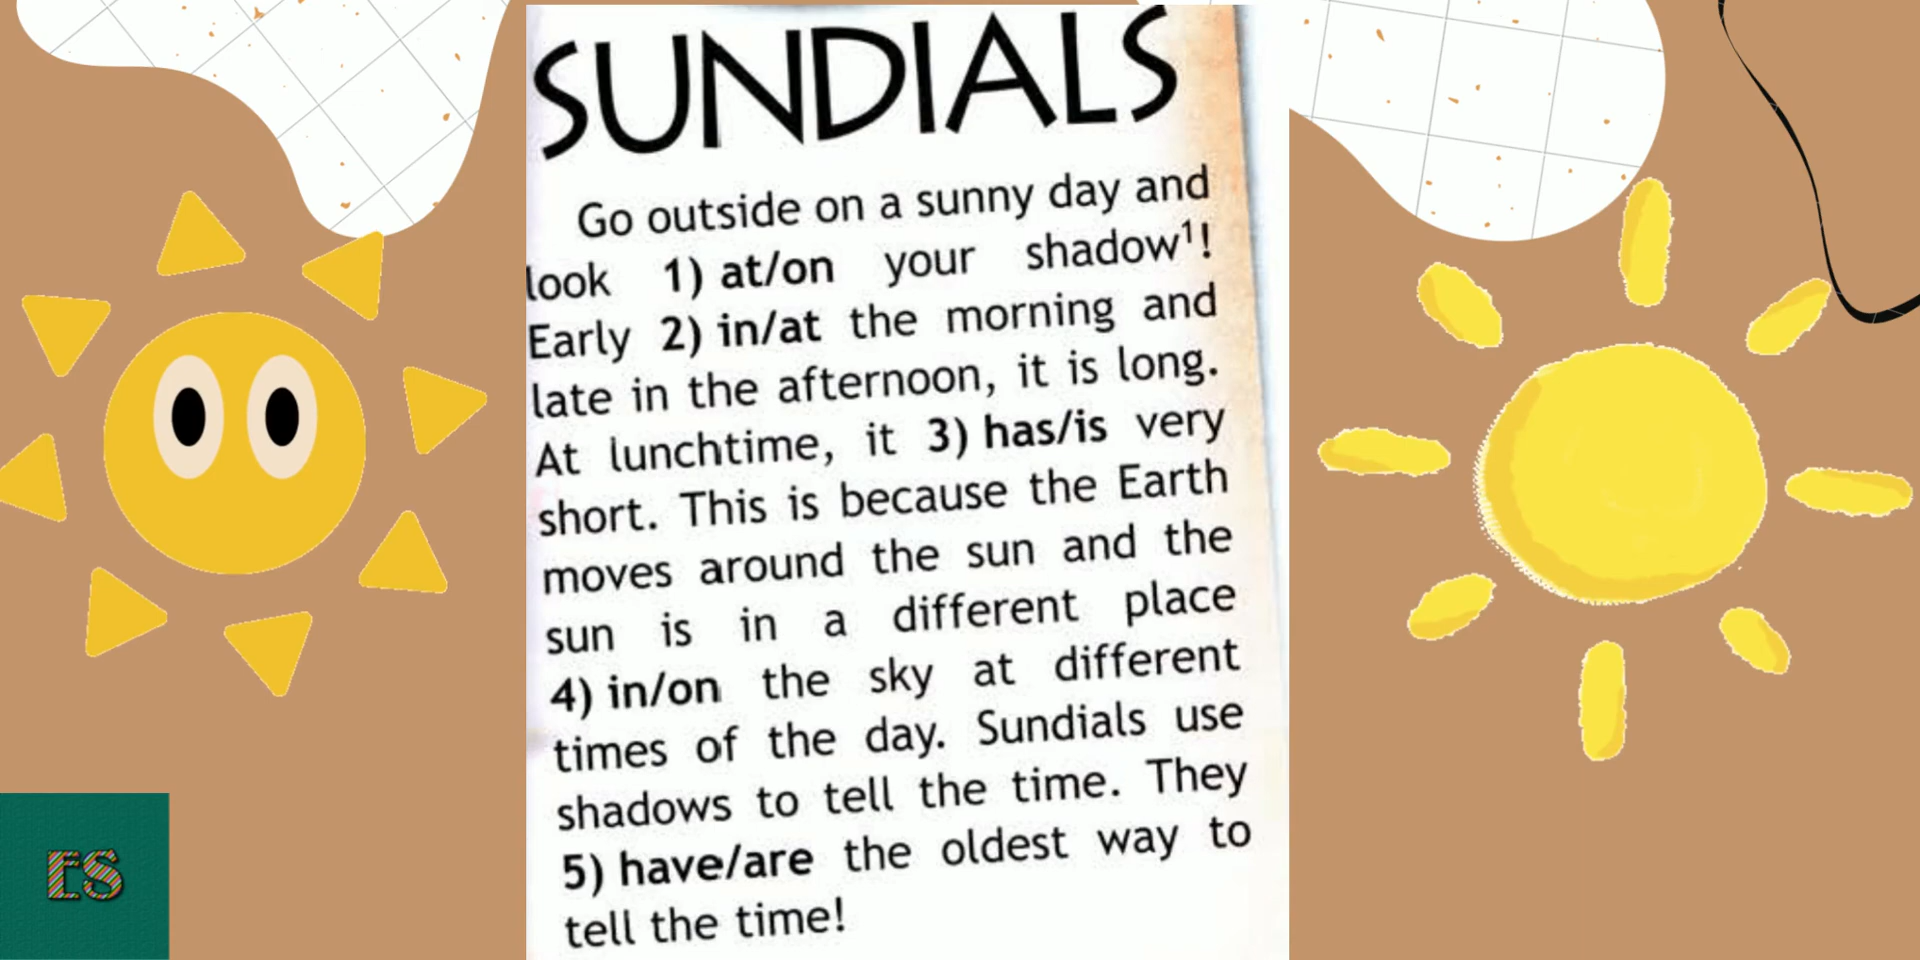 SUNDIALS
Go outside on a sunny day and
look 1) at/on your shadow¹!
Early 2) in/at the morning and
late in the afternoon, it is long.
At lunchtime, it 3) has/is very
short. This is because the Earth
moves around the sun and the
sun is in a different place
4) in/on the sky at different
times of the day. Sundials use
shadows to tell the time. They
5) have/are the oldest way to
tell the time!
ES